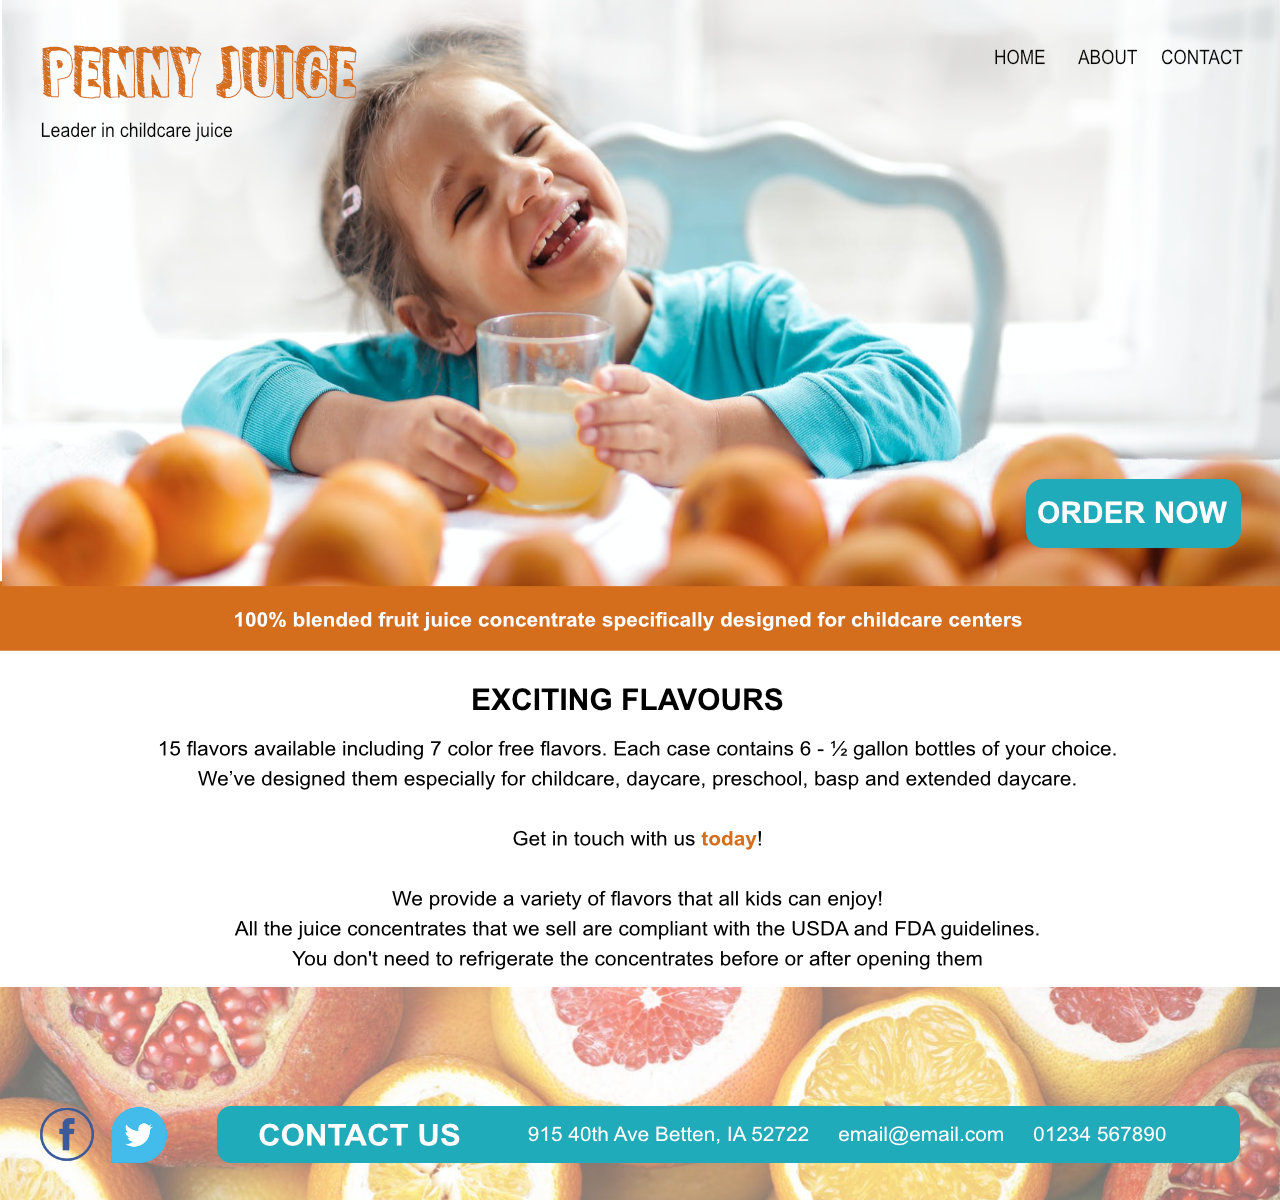 PENNY JUICE
Leader in childcare juice
HOME ABOUT CONTACT
ORDER NOW
100% blended fruit juice concentrate specifically designed for childcare centers
EXCITING FLAVOURS
15 flavors available including 7 color free flavors. Each case contains 6 - ½ gallon bottles of your choice.
We’ve designed them especially for childcare, daycare, preschool, basp and extended daycare.
Get in touch with us today!
We provide a variety of flavors that all kids can enjoy!
All the juice concentrates that we sell are compliant with the USDA and FDA guidelines.
You don't need to refrigerate the concentrates before or after opening them
CONTACT US 915 40th Ave Betten, IA 52722 email@email.com 01234 567890